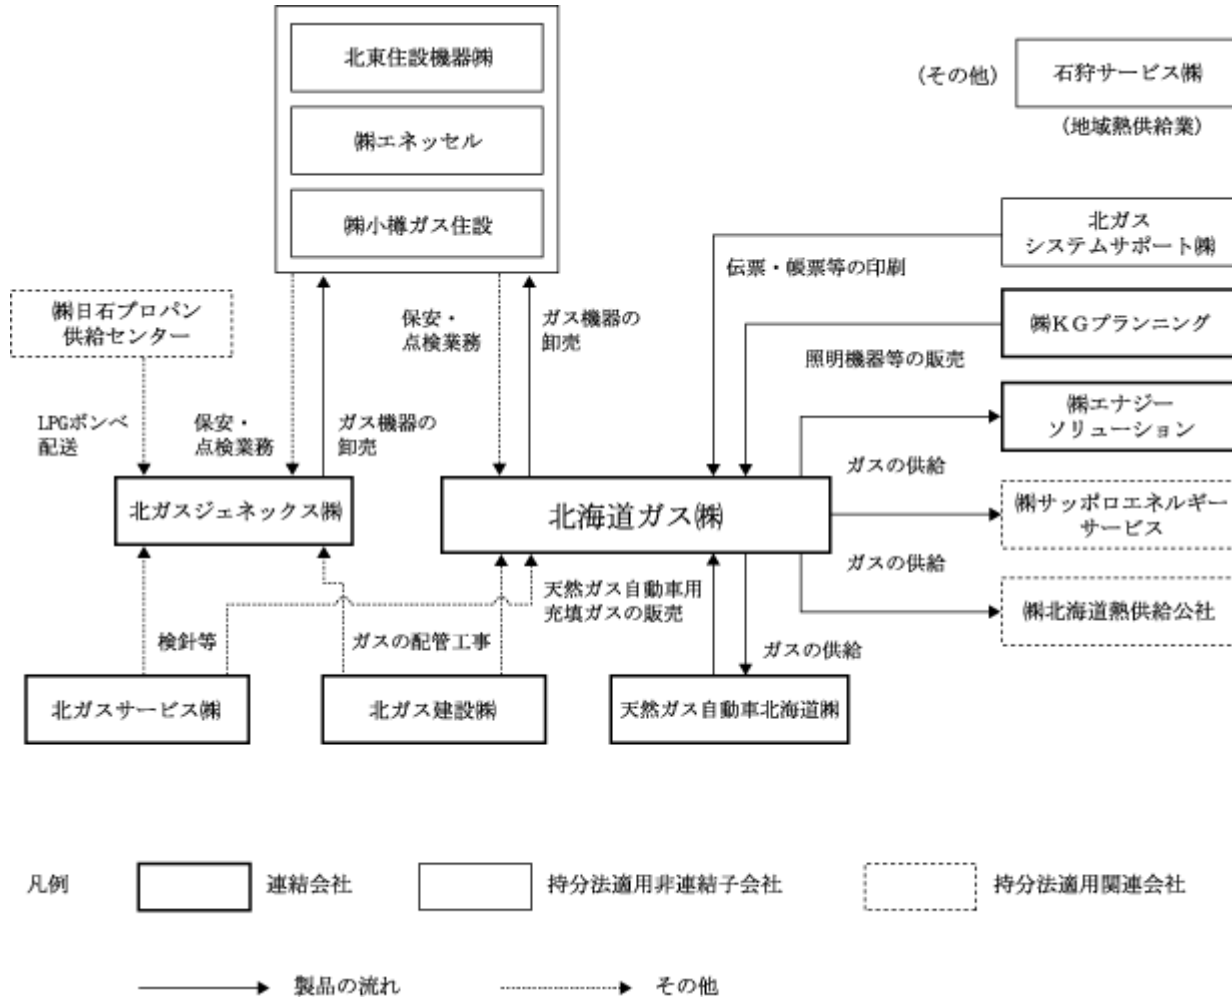 北東住設機器㈱
㈱エネッセル
㈱小樽ガス住設
(その他)
石狩サービス㈱
(地域熱供給業)
北ガス
システムサポート㈱
伝票・帳票等の印刷
㈱日石プロパン
供給センター
保安・
点検業務
ガス機器の
卸売
㈱ＫＧプランニング
照明機器等の販売
LPGボンベ
配送
保安・
点検業務
ガス機器の
卸売
㈱エナジー
ソリューション
ガスの供給
北ガスジェネックス㈱
北海道ガス㈱
㈱サッポロエネルギー
サービス
ガスの供給
天然ガス自動車用
充填ガスの販売
㈱北海道熱供給公社
検針等
ガスの配管工事
ガスの供給
北ガスサービス㈱
北ガス建設㈱
天然ガス自動車北海道㈱
凡例
連結会社
持分法適用非連結子会社
持分法適用関連会社
製品の流れ
その他